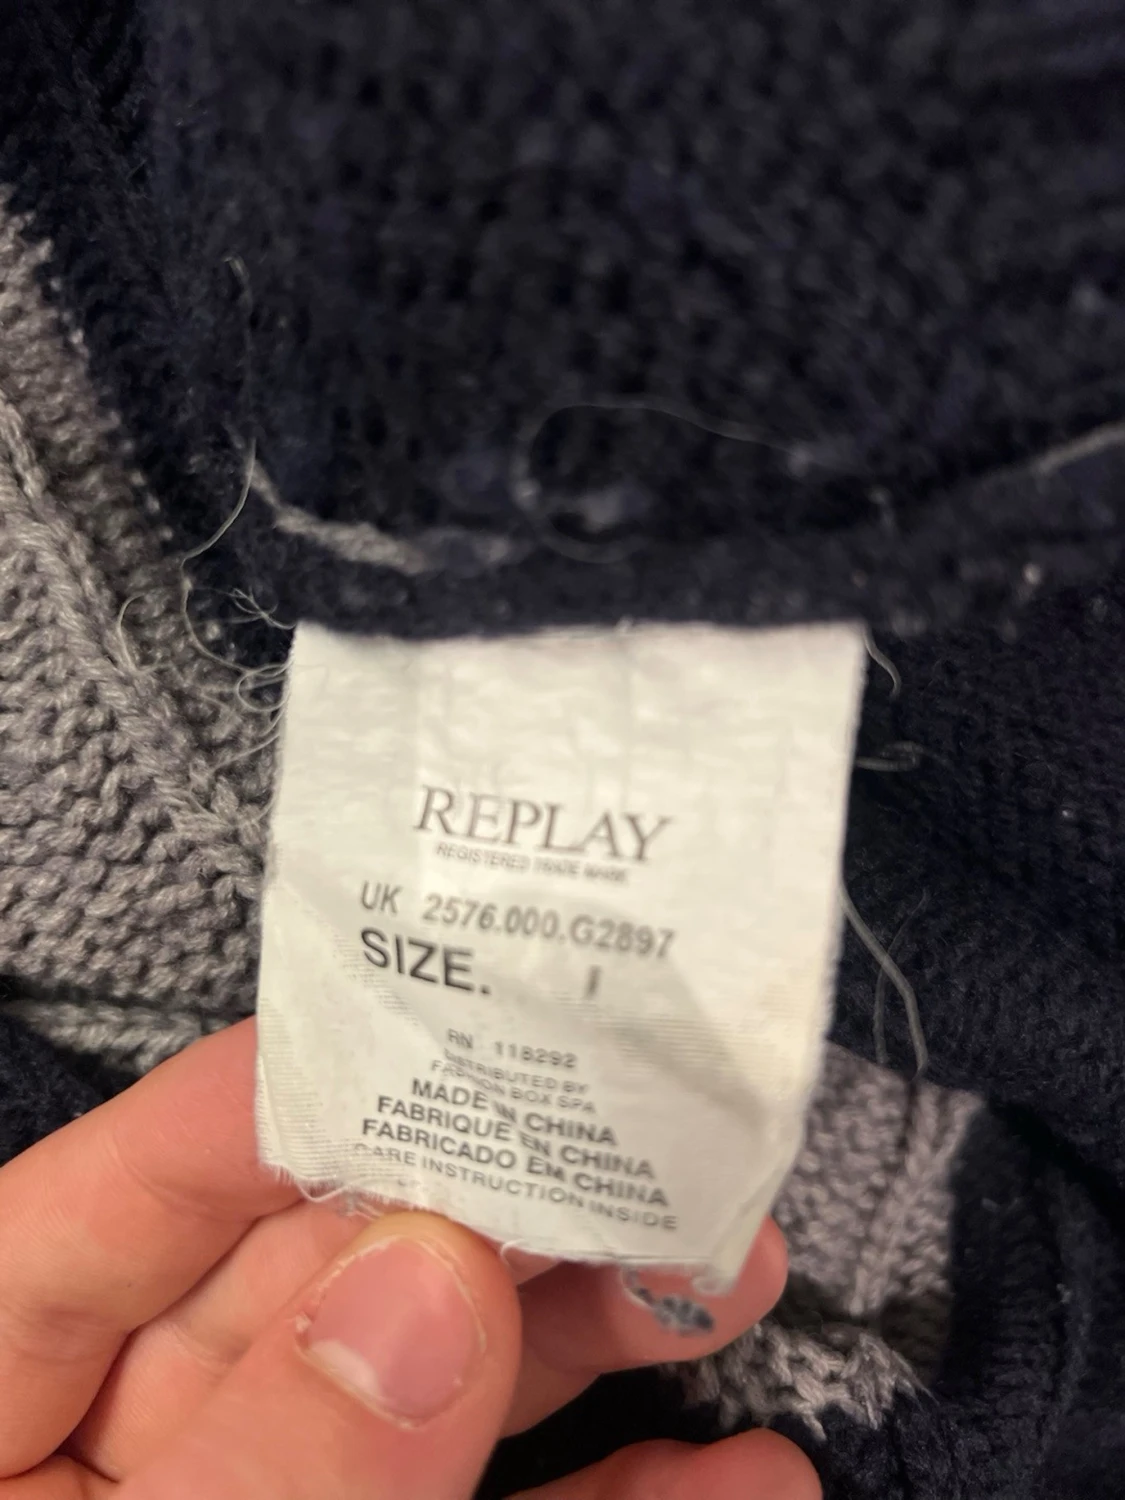 REPLAY
REGISTERED TRADE MARK
UK 2576.000.G2897
SIZE.
RN 118292
DISTRIBUTED BY
FASHION BOX SPA
MADE IN CHINA
FABRIQUE EN CHINA
FABRICADO EM CHINA
CARE INSTRUCTION INSIDE